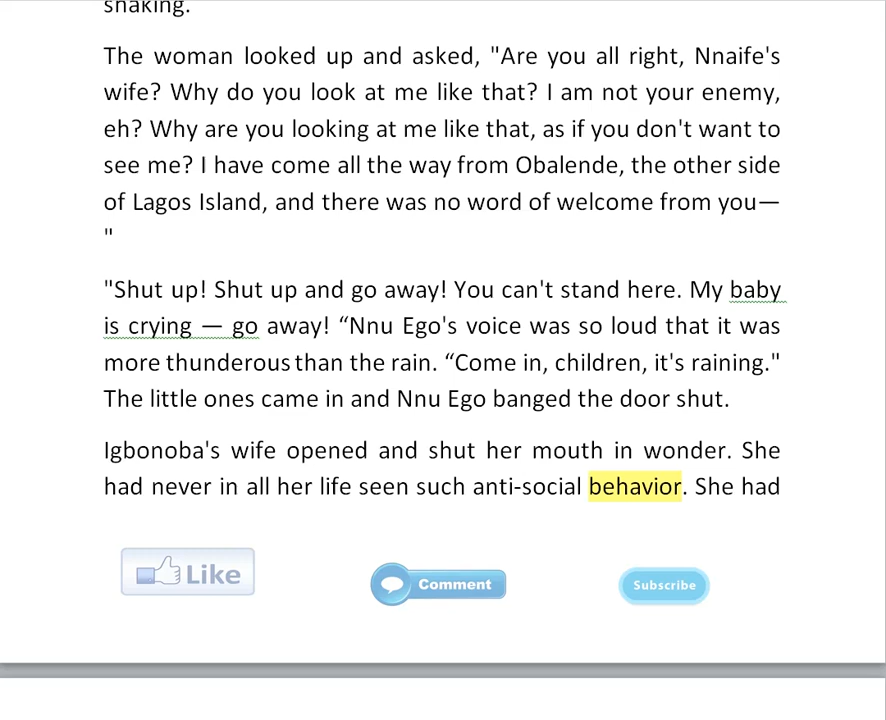 shaking.
The woman looked up and asked, "Are you all right, Nnaife's
wife? Why do you look at me like that? I am not your enemy,
eh? Why are you looking at me like that, as if you don't want to
see me? I have come all the way from Obalende, the other side
of Lagos Island, and there was no word of welcome from you—
"
"Shut up! Shut up and go away! You can't stand here. My baby
is crying — go away! “Nnu Ego's voice was so loud that it was
more thunderous than the rain. “Come in, children, it's raining."
The little ones came in and Nnu Ego banged the door shut.
Igbonoba's wife opened and shut her mouth in wonder. She
had never in all her life seen such anti-social behavior. She had
Like
Comment
Subscribe